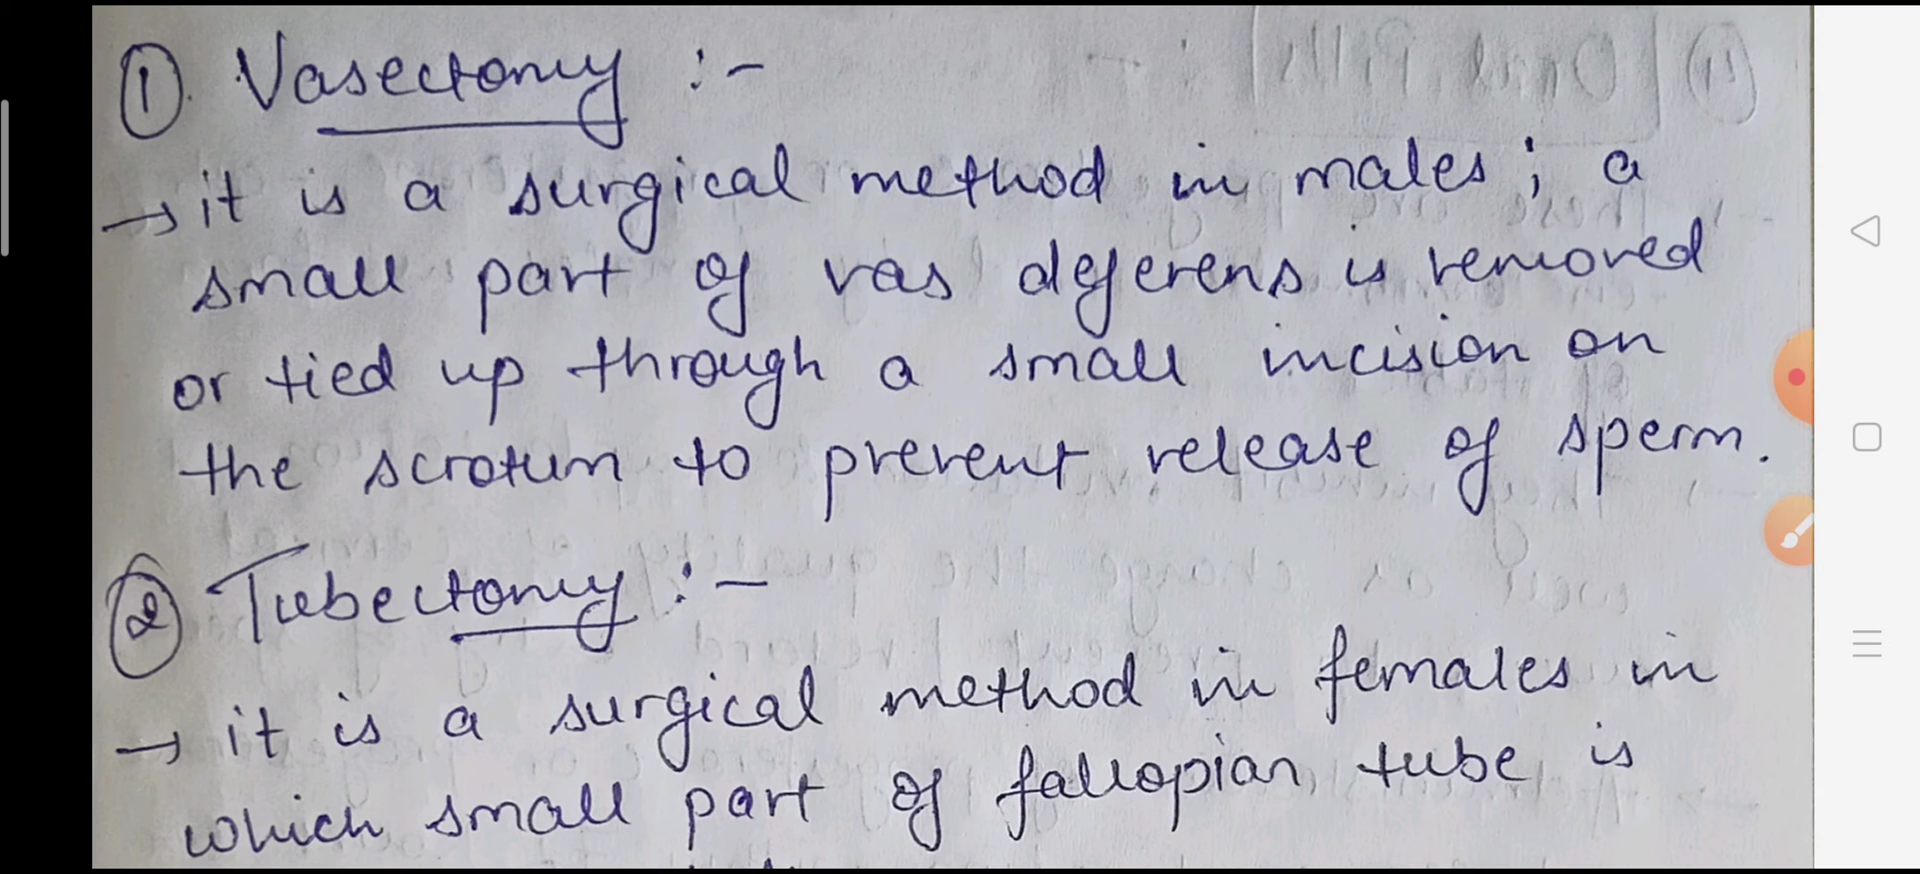 ① Vasectomy :-
→ it is a surgical method in males; a
small part of vas deferens is removed
or tied up through a small incision on
the scrotum to prevent release of sperm.
② Tubectomy :-
→ it is a surgical method in females in
which small part of fallopian tube is